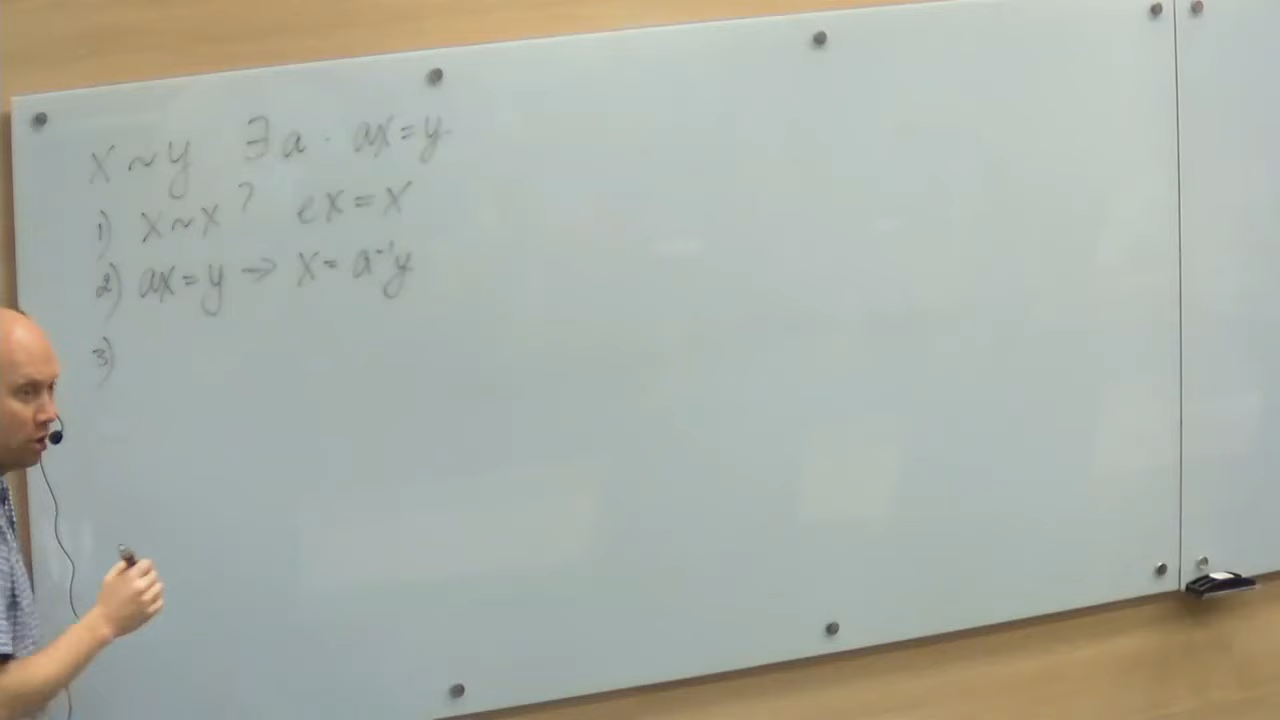 x ~ y ∃ a · ax = y
1) x ~ x ? ex = x
2) ax = y → x = a⁻¹y
3)